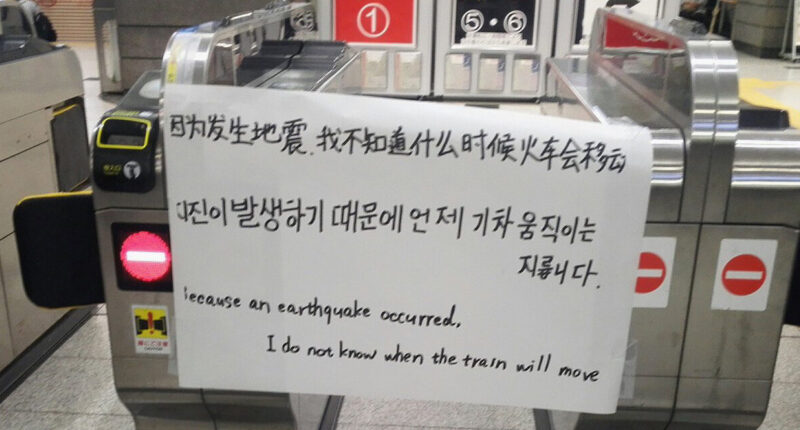 ①
5・6
因为发生地震,我不知道什么时候火车会移动
지진이 발생하기 때문에 언제 기차 움직이는
지륩니다.
Because an earthquake occurred,
I do not know when the train will move